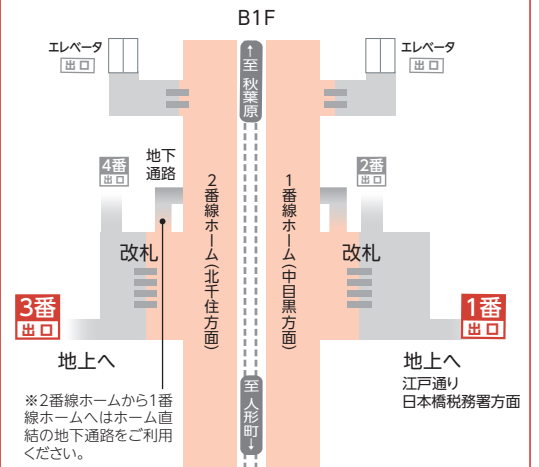 B1F
エレベータ
出口
エレベータ
出口
↑至 秋葉原
4番
出口
地下
通路
2番線ホーム(北千住方面)
1番線ホーム(中目黒方面)
2番
出口
改札
改札
3番
出口
1番
出口
地上へ
地上へ
江戸通り
日本橋税務署方面
至 人形町↓
※2番線ホームから1番
線ホームへはホーム直
結の地下通路をご利用
ください。